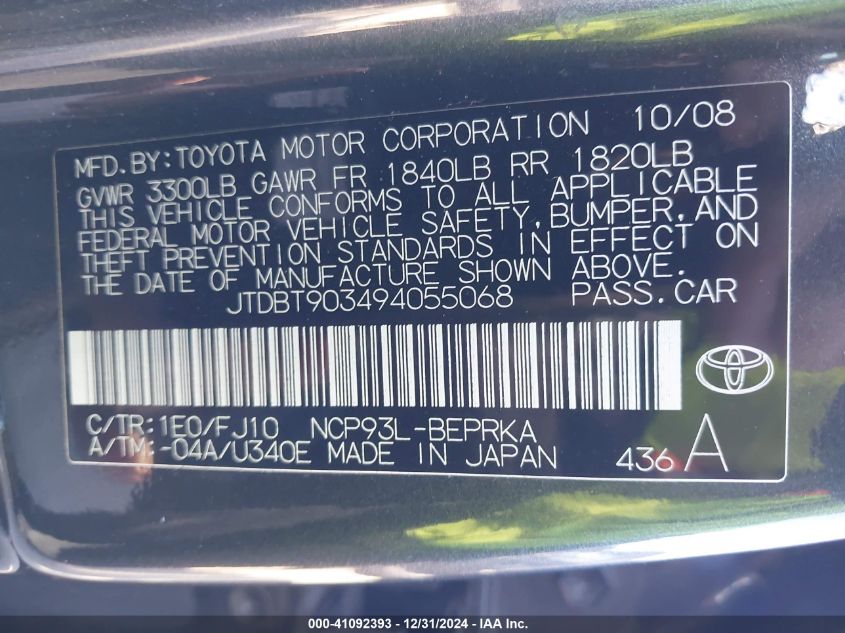 MFD.BY:TOYOTA MOTOR CORPORATION 10/08
GVWR 3300LB GAWR FR 1840LB RR 1820LB
THIS VEHICLE CONFORMS TO ALL APPLICABLE
FEDERAL MOTOR VEHICLE SAFETY,BUMPER,AND
THEFT PREVENTION STANDARDS IN EFFECT ON
THE DATE OF MANUFACTURE SHOWN ABOVE.
JTDBT903494055068 PASS.CAR
C/TR:1E0/FJ10 NCP93L-BEPRKA
A/TM:-04A/U340E MADE IN JAPAN 436 A
000-41092393 - 12/31/2024 - IAA Inc.